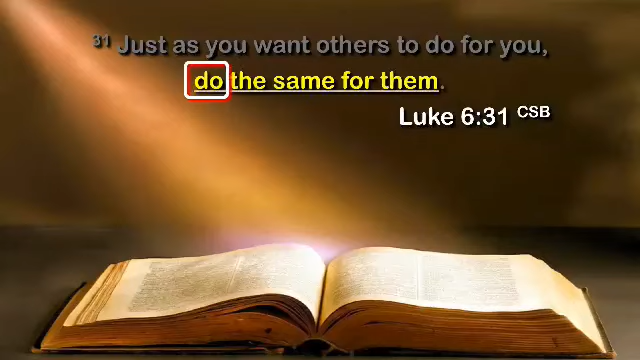 31 Just as you want others to do for you,
do the same for them.
Luke 6:31 CSB